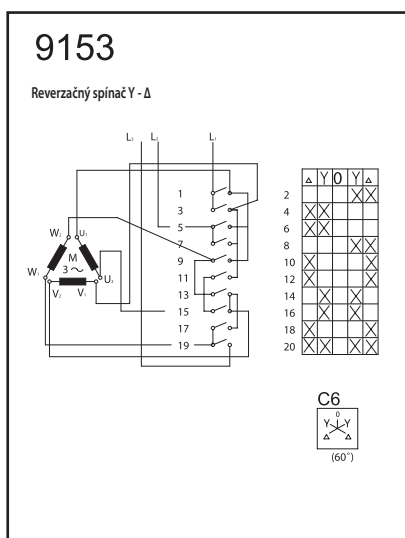 9153
Reverzačný spínač Y - Δ
L₃ L₂ L₁
Δ Y 0 Y Δ
1 2 X X
3 4 X X
5 6 X X
7 8 X X
9 10 X X
11 12 X X
13 14 X X
15 16 X X
17 18 X X
19 20 X X X X
W₂ U₁
M
3 ~
W₁ U₂
V₂ V₁
C6
0
Y Y
Δ Δ
(60°)